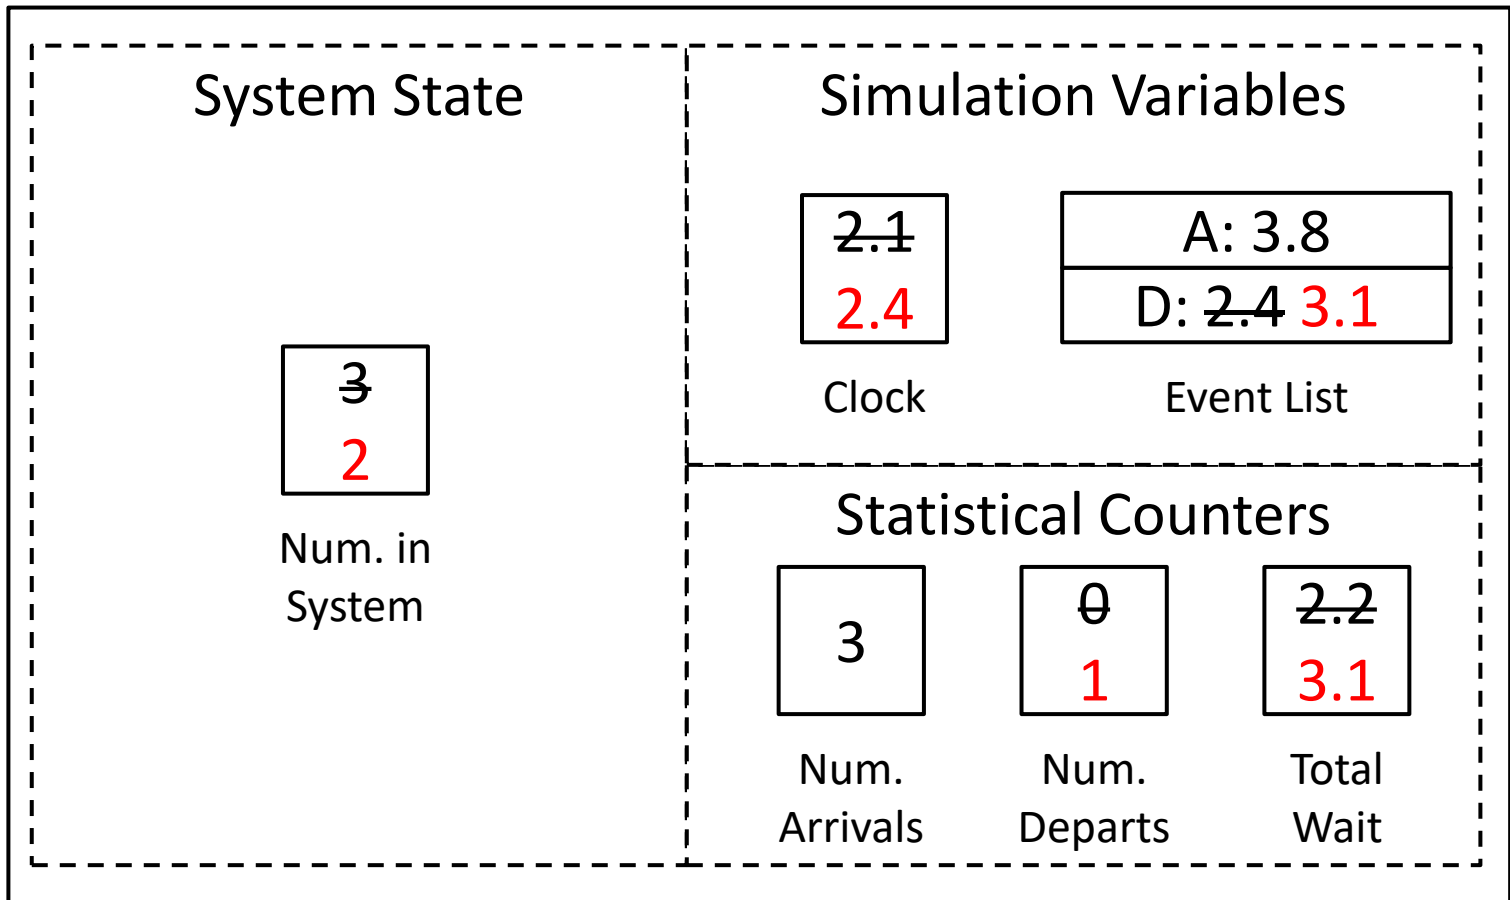 System State
3
2
Num. in
System
Simulation Variables
2.1
2.4
Clock
A: 3.8
D: 2.4 3.1
Event List
Statistical Counters
3
Num.
Arrivals
0
1
Num.
Departs
2.2
3.1
Total
Wait